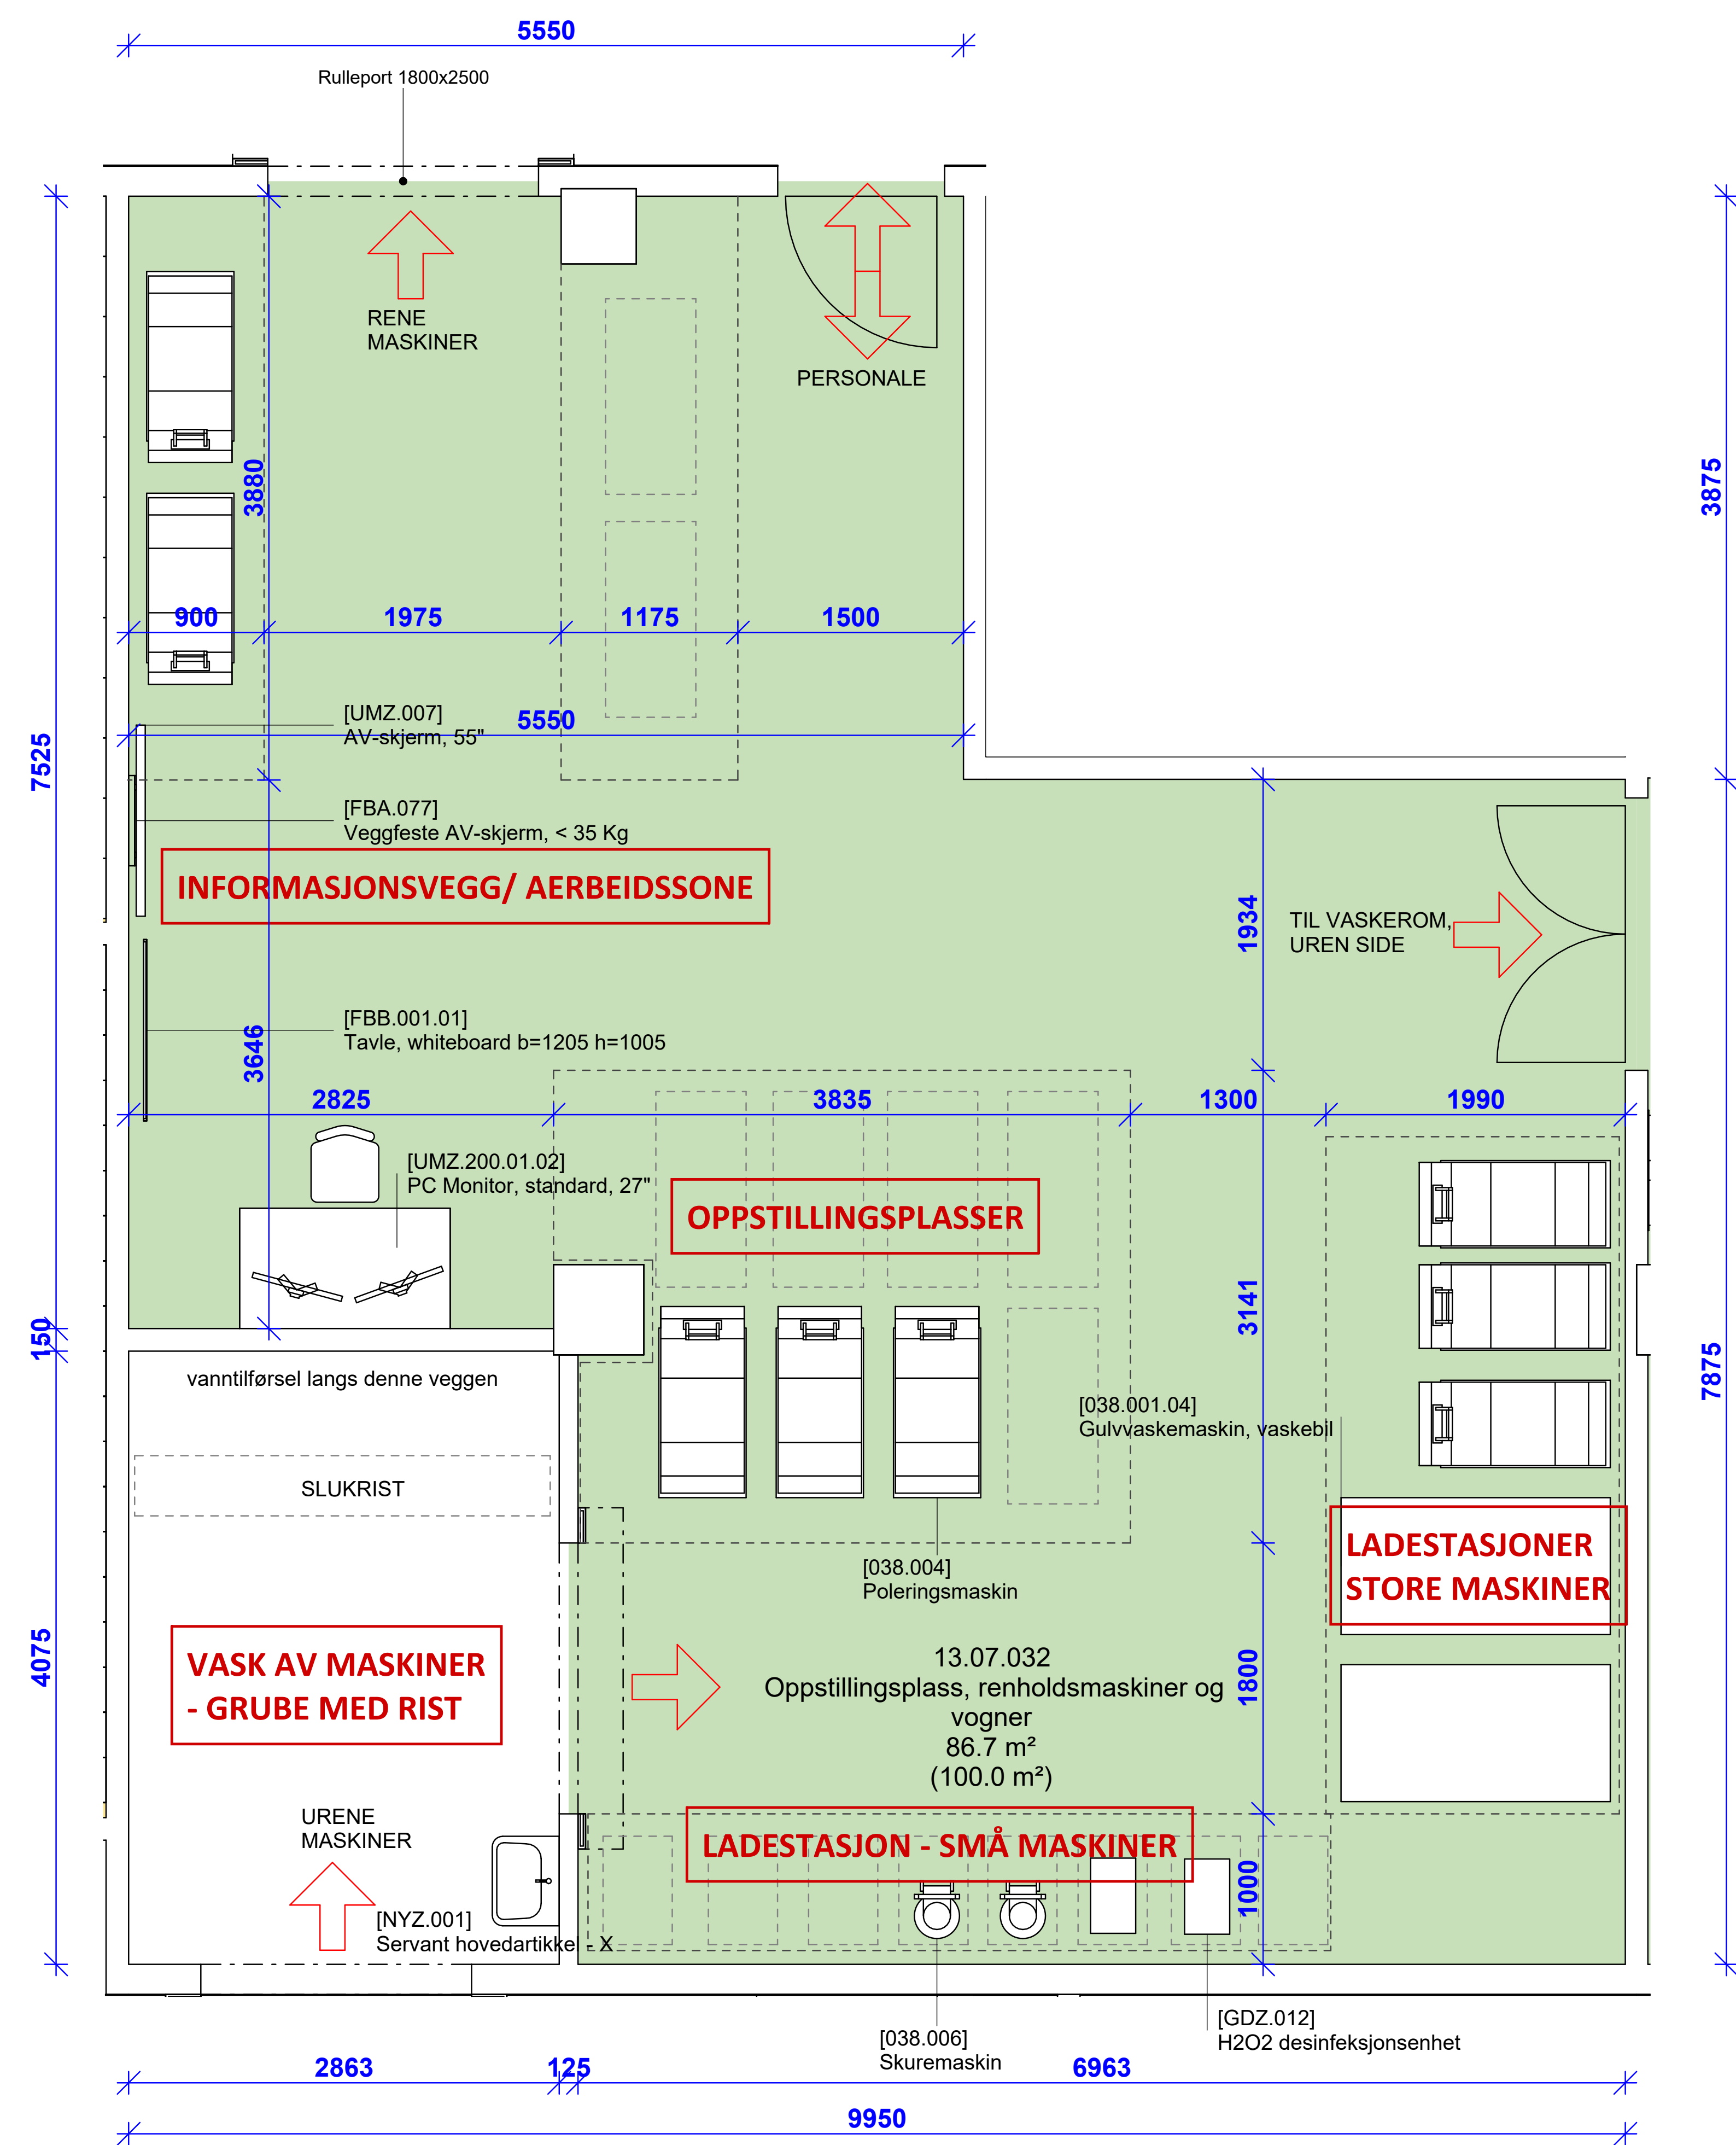 5550
Rulleport 1800x2500
RENE
MASKINER
PERSONALE
3880
3875
900
1975
1175
1500
[UMZ.007]
AV-skjerm, 55"
5550
7525
[FBA.077]
Veggfeste AV-skjerm, < 35 Kg
INFORMASJONSVEGG/ AERBEIDSSONE
1934
TIL VASKEROM,
UREN SIDE
[FBB.001.01]
Tavle, whiteboard b=1205 h=1005
3646
2825
3835
1300
1990
[UMZ.200.01.02]
PC Monitor, standard, 27"
OPPSTILLINGSPLASSER
3141
150
vanntilførsel langs denne veggen
7875
[038.001.04]
Gulvvaskemaskin, vaskebil
SLUKRIST
LADESTASJONER
STORE MASKINER
[038.004]
Poleringsmaskin
4075
VASK AV MASKINER
- GRUBE MED RIST
13.07.032
Oppstillingsplass, renholdsmaskiner og
vogner
86.7 m²
(100.0 m²)
1800
URENE
MASKINER
LADESTASJON - SMÅ MASKINER
1000
[NYZ.001]
Servant hovedartikkel - X
[GDZ.012]
H2O2 desinfeksjonsenhet
[038.006]
Skuremaskin
2863
125
6963
9950